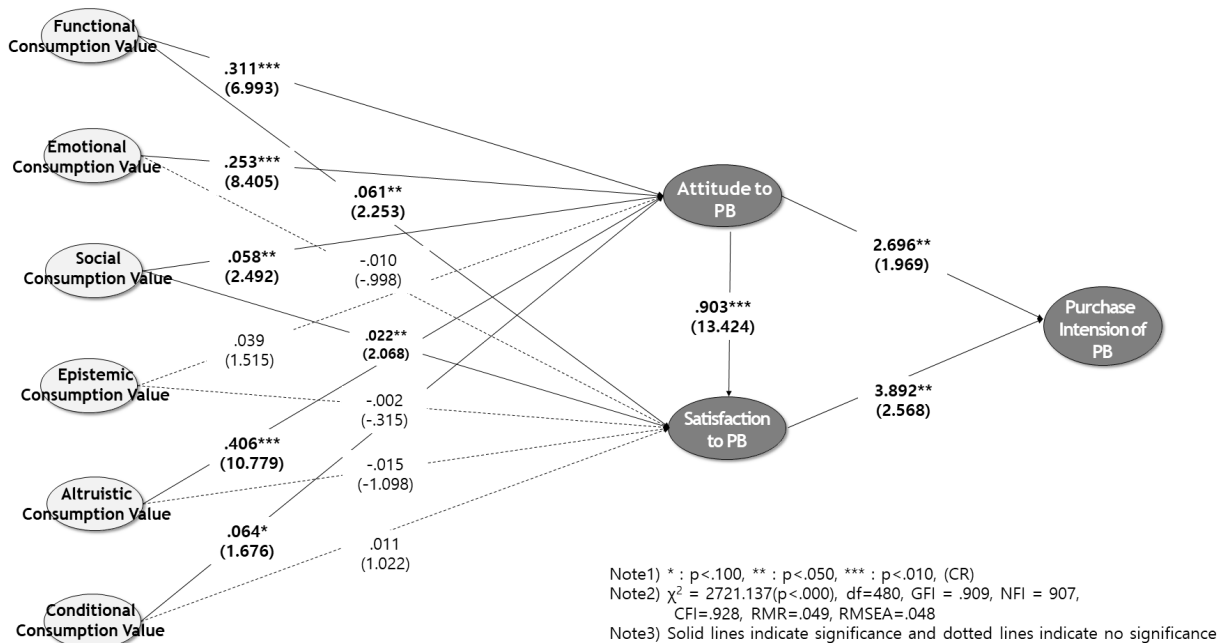 Functional
Consumption Value
.311***
(6.993)
Emotional
Consumption Value
.253***
(8.405)
.061**
(2.253)
Attitude to
PB
Social
Consumption Value
.058**
(2.492)
-.010
(-.998)
2.696**
(1.969)
.903***
(13.424)
Purchase
Intension of
PB
.039
(1.515)
.022**
(2.068)
Epistemic
Consumption Value
-.002
(-.315)
3.892**
(2.568)
Satisfaction
to PB
.406***
(10.779)
-.015
(-1.098)
Altruistic
Consumption Value
.064*
(1.676)
.011
(1.022)
Conditional
Consumption Value
Note1) * : p<.100, ** : p<.050, *** : p<.010, (CR)
Note2) χ² = 2721.137(p<.000), df=480, GFI = .909, NFI = 907,
CFI=.928, RMR=.049, RMSEA=.048
Note3) Solid lines indicate significance and dotted lines indicate no significance